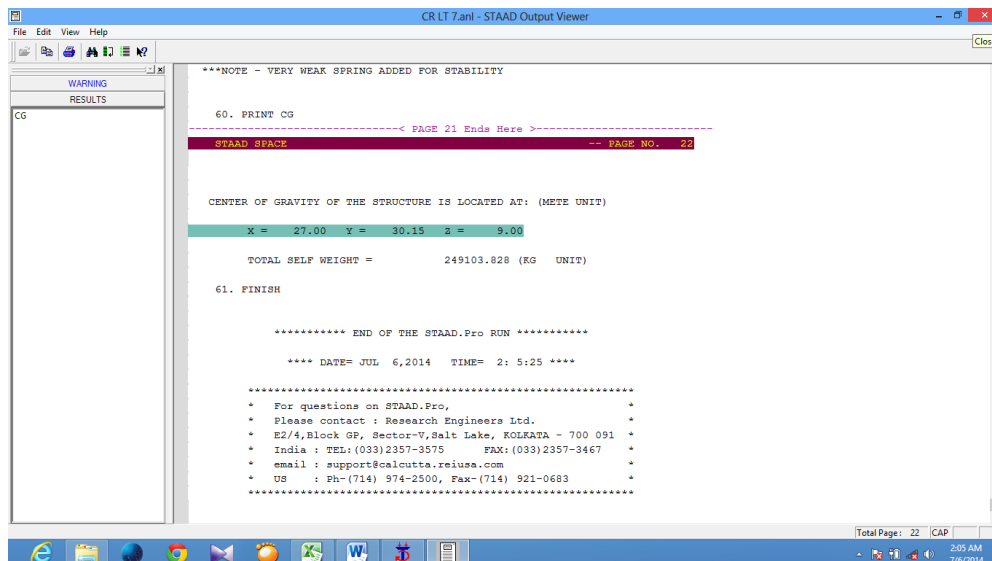 CR LT 7.anl - STAAD Output Viewer
File Edit View Help
Clos
WARNING
RESULTS
CG
***NOTE - VERY WEAK SPRING ADDED FOR STABILITY
60. PRINT CG
------------------------------< PAGE 21 Ends Here >---------------------------
STAAD SPACE -- PAGE NO. 22
CENTER OF GRAVITY OF THE STRUCTURE IS LOCATED AT: (METE UNIT)
X = 27.00 Y = 30.15 Z = 9.00
TOTAL SELF WEIGHT = 249103.828 (KG UNIT)
61. FINISH
*********** END OF THE STAAD.Pro RUN ***********
**** DATE= JUL 6,2014 TIME= 2: 5:25 ****
************************************************************
* For questions on STAAD.Pro, *
* Please contact : Research Engineers Ltd. *
* E2/4,Block GP, Sector-V,Salt Lake, KOLKATA - 700 091 *
* India : TEL:(033)2357-3575 FAX:(033)2357-3467 *
* email : support@calcutta.reiusa.com *
* US : Ph-(714) 974-2500, Fax-(714) 921-0683 *
************************************************************
Total Page: 22 CAP
2:05 AM
7/6/2014